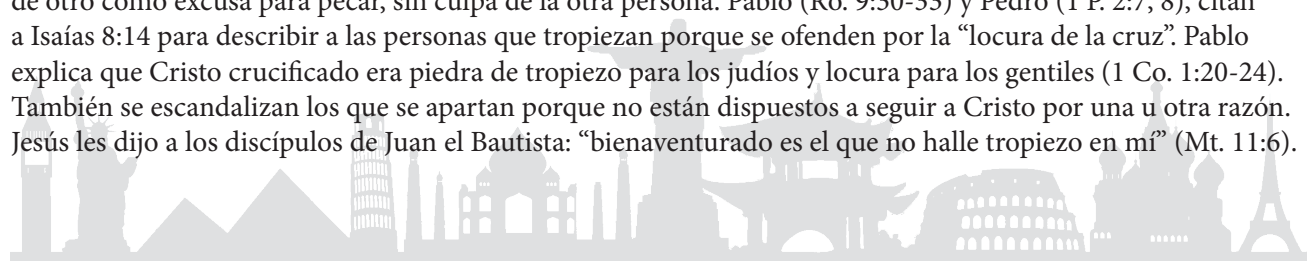 de otro como excusa para pecar, sin culpa de la otra persona. Pablo (Ro. 9:30-33) y Pedro (1 P. 2:7, 8), citan
a Isaías 8:14 para describir a las personas que tropiezan porque se ofenden por la “locura de la cruz”. Pablo
explica que Cristo crucificado era piedra de tropiezo para los judíos y locura para los gentiles (1 Co. 1:20-24).
También se escandalizan los que se apartan porque no están dispuestos a seguir a Cristo por una u otra razón.
Jesús les dijo a los discípulos de Juan el Bautista: “bienaventurado es el que no halle tropiezo en mí” (Mt. 11:6).